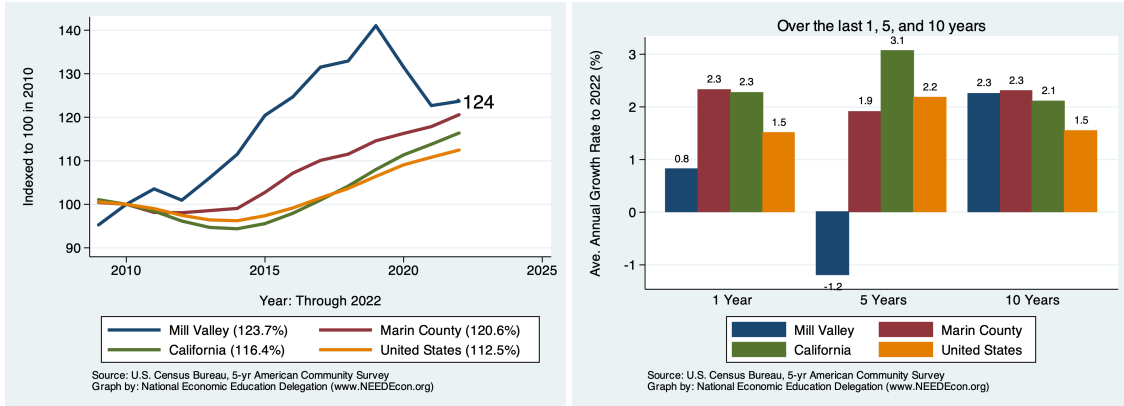 Indexed to 100 in 2010
140
130
120
110
100
90
124
2010
2015
2020
2025
Year: Through 2022
Mill Valley (123.7%)
Marin County (120.6%)
California (116.4%)
United States (112.5%)
Source: U.S. Census Bureau, 5-yr American Community Survey
Graph by: National Economic Education Delegation (www.NEEDEcon.org)
Over the last 1, 5, and 10 years
Ave. Annual Growth Rate to 2022 (%)
3
2
1
0
-1
0.8
2.3
2.3
1.5
-1.2
1.9
3.1
2.2
2.3
2.3
2.1
1.5
1 Year
5 Years
10 Years
Mill Valley
Marin County
California
United States
Source: U.S. Census Bureau, 5-yr American Community Survey
Graph by: National Economic Education Delegation (www.NEEDEcon.org)